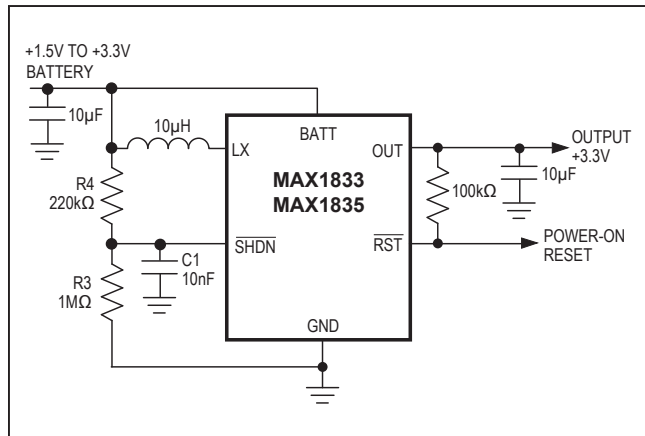 +1.5V TO +3.3V
BATTERY
10µF
10µH
LX
BATT
OUT
OUTPUT
+3.3V
10µF
R4
220kΩ
MAX1833
MAX1835
100kΩ
SHDN
RST
POWER-ON
RESET
C1
10nF
R3
1MΩ
GND